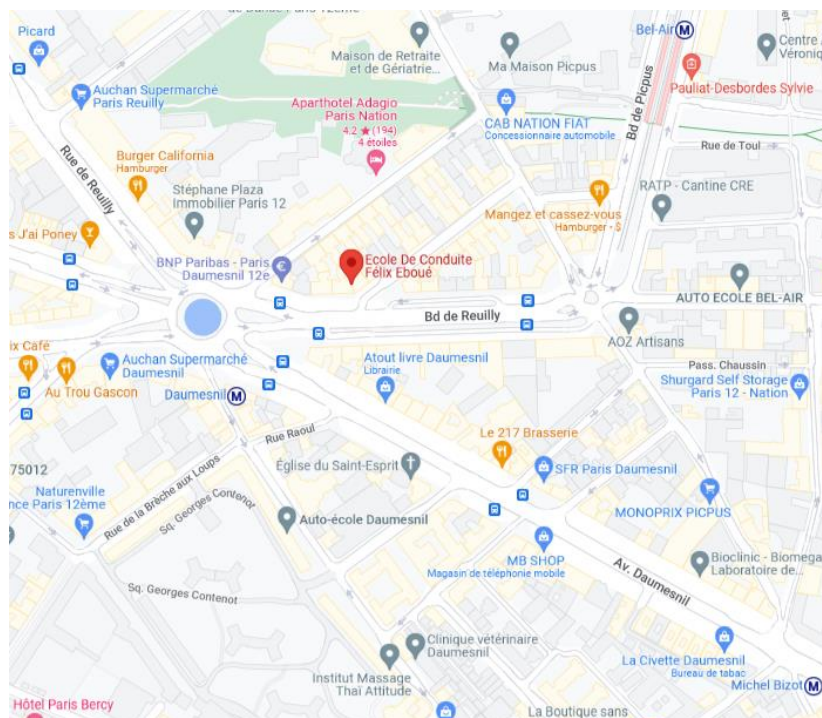 de Danse Paris 12ème
Picard
Bel-Air
M
Maison de Retraite
et de Gériatrie...
Ma Maison Picpus
Centre
Véroniq
Pauliat-Desbordes Sylvie
Auchan Supermarché
Paris Reuilly
Aparthotel Adagio
Paris Nation
4.2 ★ (194)
4 étoiles
CAB NATION FIAT
Concessionnaire automobile
Bd de Picpus
Rue de Toul
Rue de Reuilly
Burger California
Hamburger
Stéphane Plaza
Immobilier Paris 12
RATP - Cantine CRE
Mangez et cassez-vous
Hamburger · $
s J'ai Poney
BNP Paribas - Paris
Daumesnil 12e
Ecole De Conduite
Félix Eboué
AUTO ECOLE BEL-AIR
Bd de Reuilly
AOZ Artisans
ix Café
Auchan Supermarché
Daumesnil
Atout livre Daumesnil
Librairie
Pass. Chaussin
Au Trou Gascon
Daumesnil
M
Shurgard Self Storage
Paris 12 - Nation
Rue Raoul
Le 217 Brasserie
Église du Saint-Esprit
SFR Paris Daumesnil
75012
Rue de la Brèche aux Loups
Naturenville
nce Paris 12ème
Sq. Georges Contenot
Auto-école Daumesnil
MONOPRIX PICPUS
MB SHOP
Magasin de téléphonie mobile
Av. Daumesnil
Bioclinic - Biomega
Laboratoire de...
Sq. Georges Contenot
Clinique vétérinaire
Daumesnil
La Civette Daumesnil
Bureau de tabac
Institut Massage
Thaï Attitude
Michel Bizot
M
Hôtel Paris Bercy
La Boutique sans